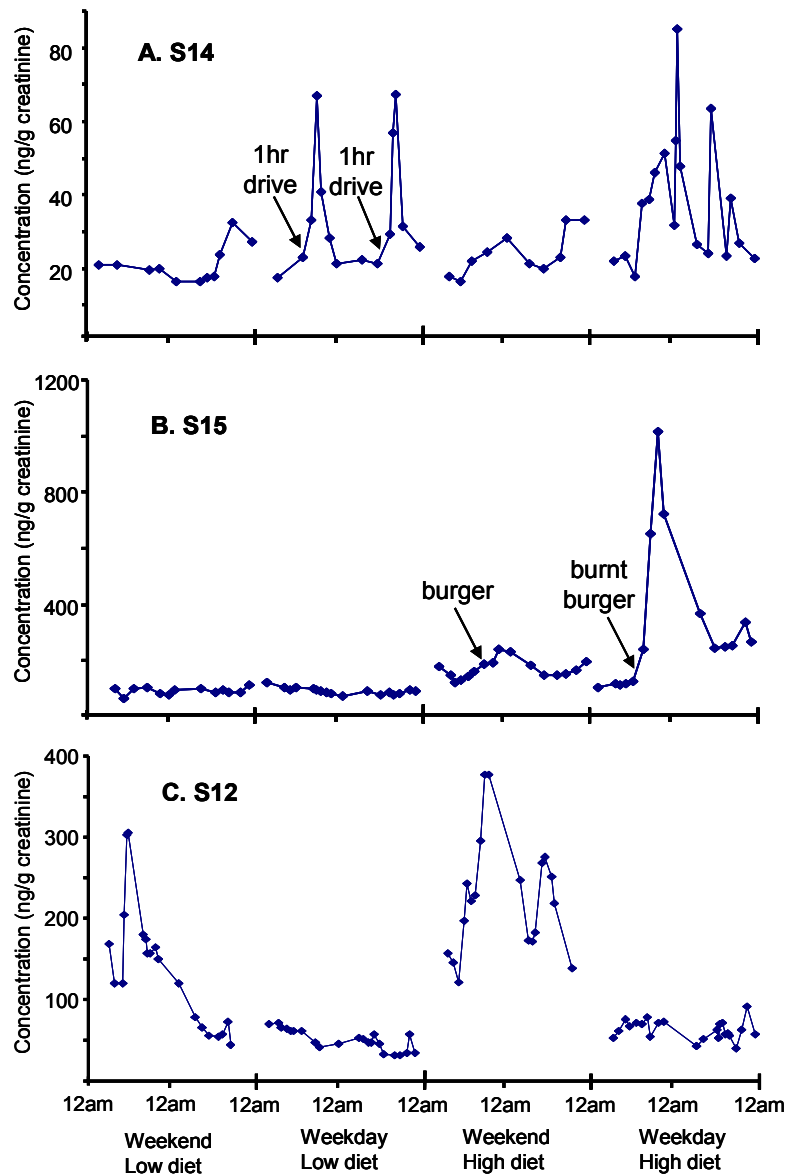 A. S14
Concentration (ng/g creatinine)
80
60
40
20
1hr
drive
1hr
drive
B. S15
Concentration (ng/g creatinine)
1200
800
400
burger
burnt
burger
C. S12
Concentration (ng/g creatinine)
400
300
200
100
12am 12am 12am 12am 12am 12am 12am 12am 12am
Weekend
Low diet
Weekday
Low diet
Weekend
High diet
Weekday
High diet